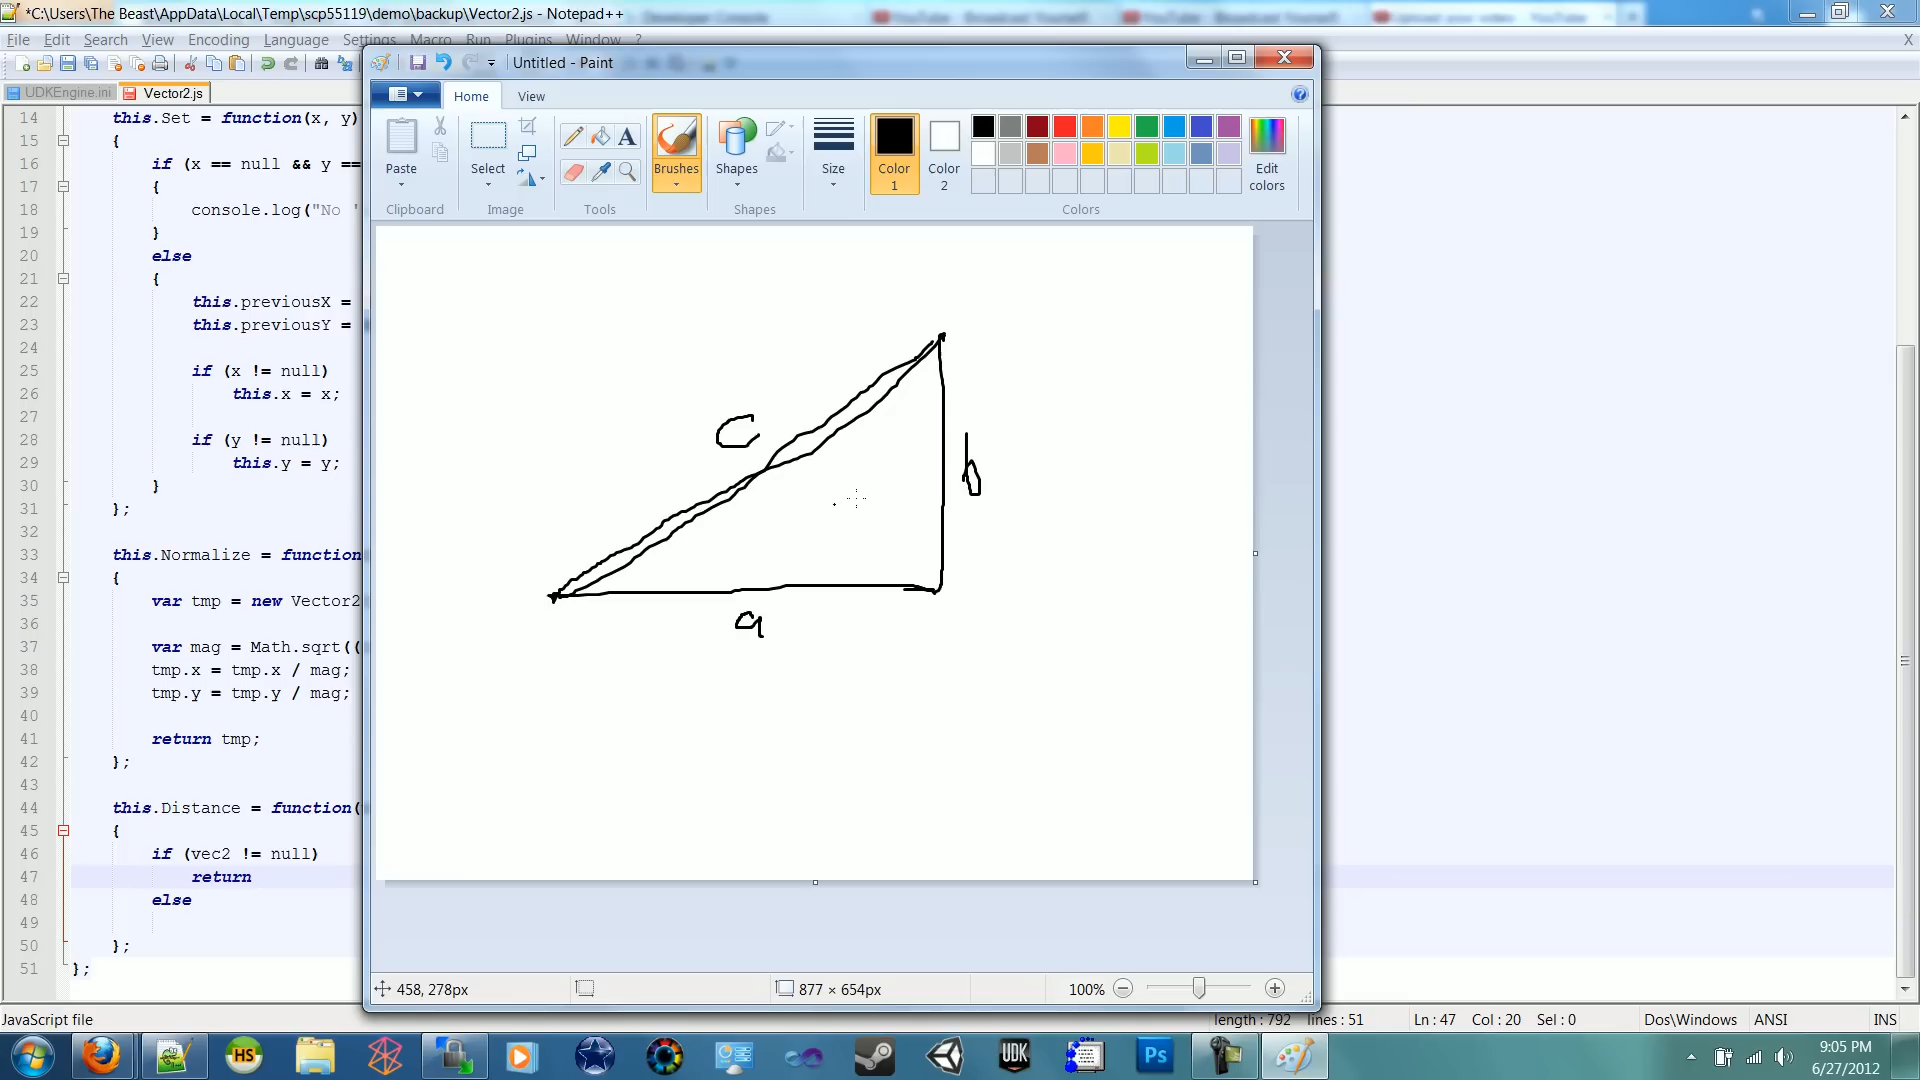 *C:\Users\The Beast\AppData\Local\Temp\scp55119\demo\backup\Vector2.js - Notepad++
File Edit Search View Encoding Language Settings Macro Run Plugins Window ?
X
UDKEngine.ini Vector2.js
14 this.Set = function(x, y)
15 {
16 if (x == null && y ==
17 {
18 console.log("No '
19 }
20 else
21 {
22 this.previousX =
23 this.previousY =
24
25 if (x != null)
26 this.x = x;
27
28 if (y != null)
29 this.y = y;
30 }
31 };
32
33 this.Normalize = function
34 {
35 var tmp = new Vector2
36
37 var mag = Math.sqrt((
38 tmp.x = tmp.x / mag;
39 tmp.y = tmp.y / mag;
40
41 return tmp;
42 };
43
44 this.Distance = function(
45 {
46 if (vec2 != null)
47 return
48 else
49
50 };
51 };
Untitled - Paint
Home View
Paste
Select
Brushes
Shapes
Size
Color 1
Color 2
Edit colors
Clipboard Image Tools Shapes Colors
C
b
a
458, 278px 877 × 654px 100%
JavaScript file length : 792 lines : 51 Ln : 47 Col : 20 Sel : 0 Dos\Windows ANSI INS
HS
UDK
Ps
9:05 PM
6/27/2012